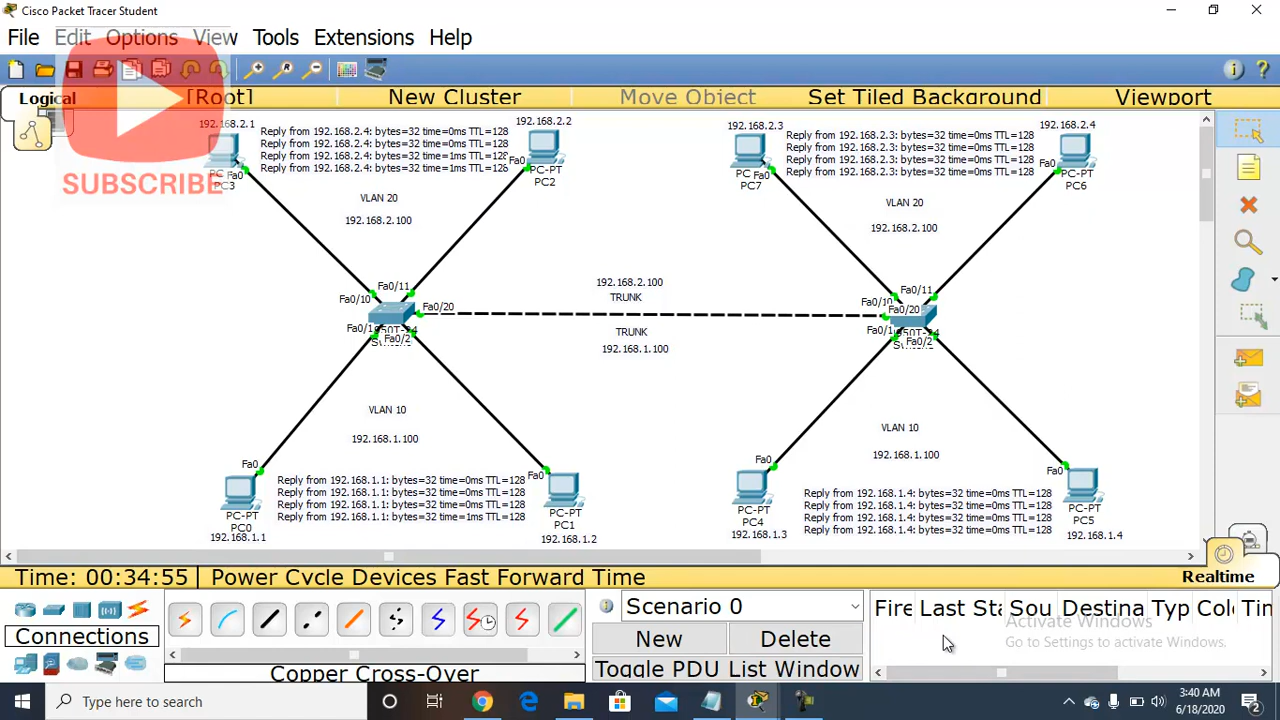 Cisco Packet Tracer Student
File Edit Options View Tools Extensions Help
Logical [Root] New Cluster Move Object Set Tiled Background Viewport
SUBSCRIBE
192.168.2.1
Reply from 192.168.2.4: bytes=32 time=0ms TTL=128
Reply from 192.168.2.4: bytes=32 time=0ms TTL=128
Reply from 192.168.2.4: bytes=32 time=1ms TTL=128
Reply from 192.168.2.4: bytes=32 time=1ms TTL=128
PC Fa0
PC3
192.168.2.2
Fa0
PC-PT
PC2
VLAN 20
192.168.2.100
192.168.2.3
Reply from 192.168.2.3: bytes=32 time=0ms TTL=128
Reply from 192.168.2.3: bytes=32 time=0ms TTL=128
Reply from 192.168.2.3: bytes=32 time=0ms TTL=128
Reply from 192.168.2.3: bytes=32 time=0ms TTL=128
PC Fa0
PC7
192.168.2.4
Fa0
PC-PT
PC6
VLAN 20
192.168.2.100
Fa0/11
Fa0/10
Fa0/20
Fa0/1
Fa0/2
192.168.2.100
TRUNK
TRUNK
192.168.1.100
Fa0/11
Fa0/10
Fa0/20
Fa0/1
Fa0/2
VLAN 10
192.168.1.100
Fa0
PC-PT
PC0
192.168.1.1
Reply from 192.168.1.1: bytes=32 time=0ms TTL=128
Reply from 192.168.1.1: bytes=32 time=0ms TTL=128
Reply from 192.168.1.1: bytes=32 time=0ms TTL=128
Reply from 192.168.1.1: bytes=32 time=1ms TTL=128
Fa0
PC-PT
PC1
192.168.1.2
VLAN 10
192.168.1.100
Fa0
PC-PT
PC4
192.168.1.3
Reply from 192.168.1.4: bytes=32 time=0ms TTL=128
Reply from 192.168.1.4: bytes=32 time=0ms TTL=128
Reply from 192.168.1.4: bytes=32 time=0ms TTL=128
Reply from 192.168.1.4: bytes=32 time=0ms TTL=128
Fa0
PC-PT
PC5
192.168.1.4
Time: 00:34:55 Power Cycle Devices Fast Forward Time
Realtime
Connections
Copper Cross-Over
Scenario 0
New Delete
Toggle PDU List Window
Fire Last Sta Sou Destina Typ Colo Tim
Activate Windows
Go to Settings to activate Windows.
Type here to search
3:40 AM
6/18/2020
2